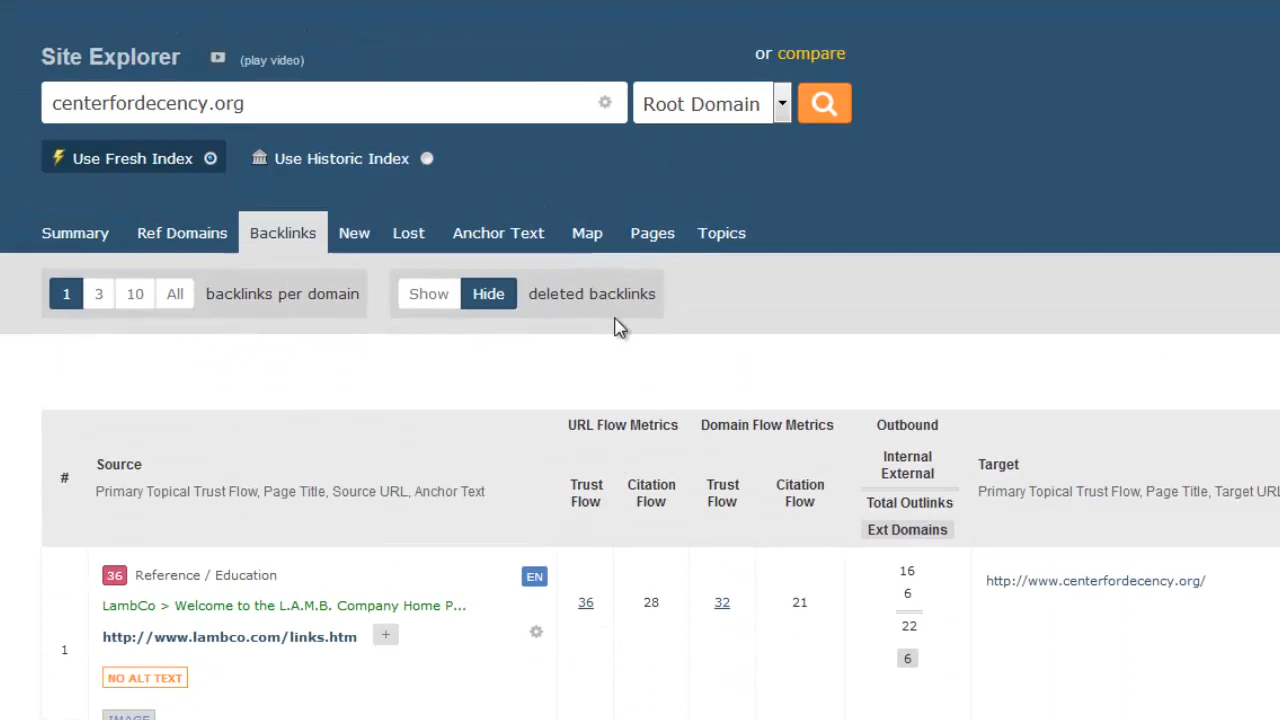 Site Explorer (play video) or compare
centerfordecency.org Root Domain
Use Fresh Index Use Historic Index
Summary Ref Domains Backlinks New Lost Anchor Text Map Pages Topics
1 3 10 All backlinks per domain Show Hide deleted backlinks
URL Flow Metrics Domain Flow Metrics Outbound
# Source Trust Flow Citation Flow Trust Flow Citation Flow Internal External Target
Primary Topical Trust Flow, Page Title, Source URL, Anchor Text Total Outlinks Primary Topical Trust Flow, Page Title, Target URL
Ext Domains
36 Reference / Education EN 16 http://www.centerfordecency.org/
LambCo > Welcome to the L.A.M.B. Company Home P... 36 28 32 21 6
1 http://www.lambco.com/links.htm + 22
NO ALT TEXT 6
IMAGE